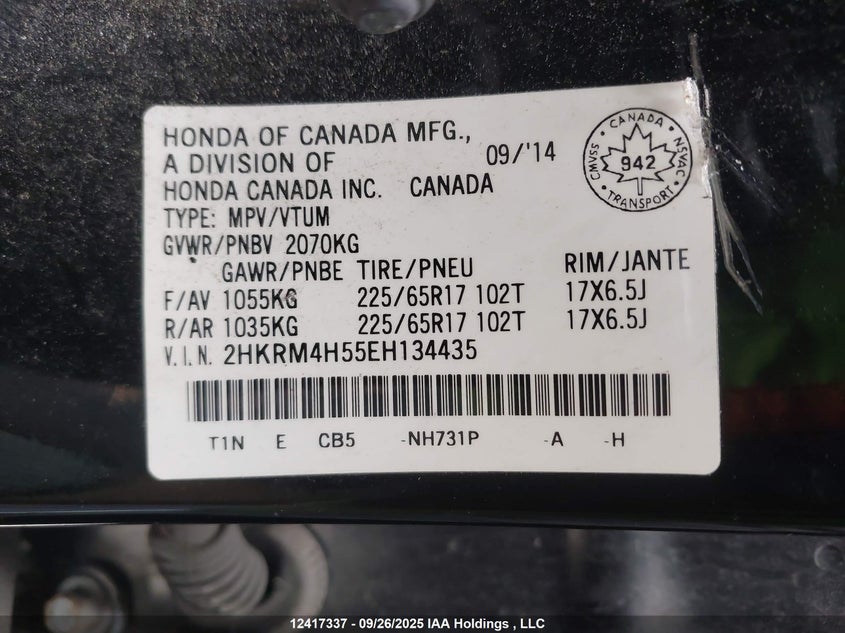 HONDA OF CANADA MFG.,
A DIVISION OF
09/'14
HONDA CANADA INC. CANADA
TYPE: MPV/VTUM
GVWR/PNBV 2070KG
GAWR/PNBE TIRE/PNEU RIM/JANTE
F/AV 1055KG 225/65R17 102T 17X6.5J
R/AR 1035KG 225/65R17 102T 17X6.5J
V.I.N. 2HKRM4H55EH134435
T1N E CB5 -NH731P -A -H
CANADA
CMVSS
942
NSVAC
TRANSPORT
12417337 - 09/26/2025 IAA Holdings , LLC